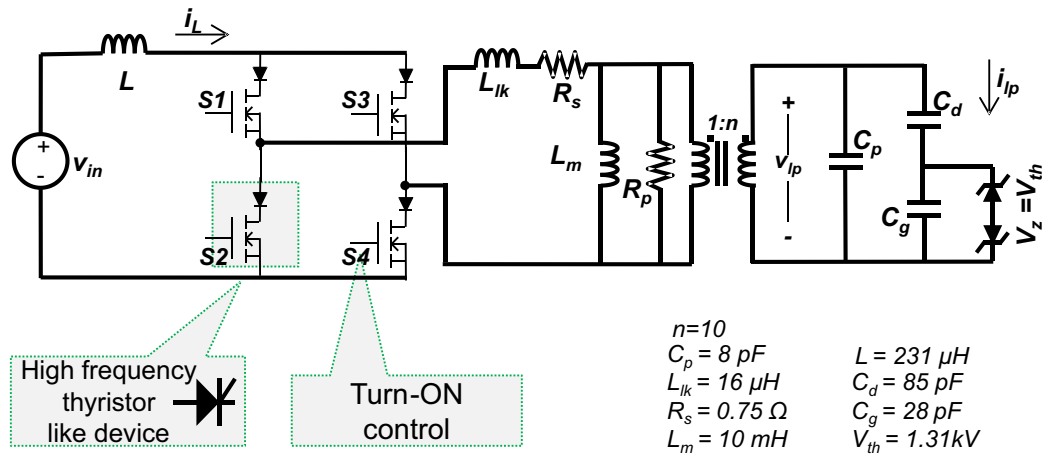 i_L
L
S1
S3
L_lk
R_s
1:n
C_d
i_lp
+
-
v_in
L_m
R_p
+
v_lp
-
C_p
C_g
V_z = V_th
S2
S4
High frequency
thyristor
like device
Turn-ON
control
n=10
C_p = 8 pF
L_lk = 16 μH
R_s = 0.75 Ω
L_m = 10 mH
L = 231 μH
C_d = 85 pF
C_g = 28 pF
V_th = 1.31kV